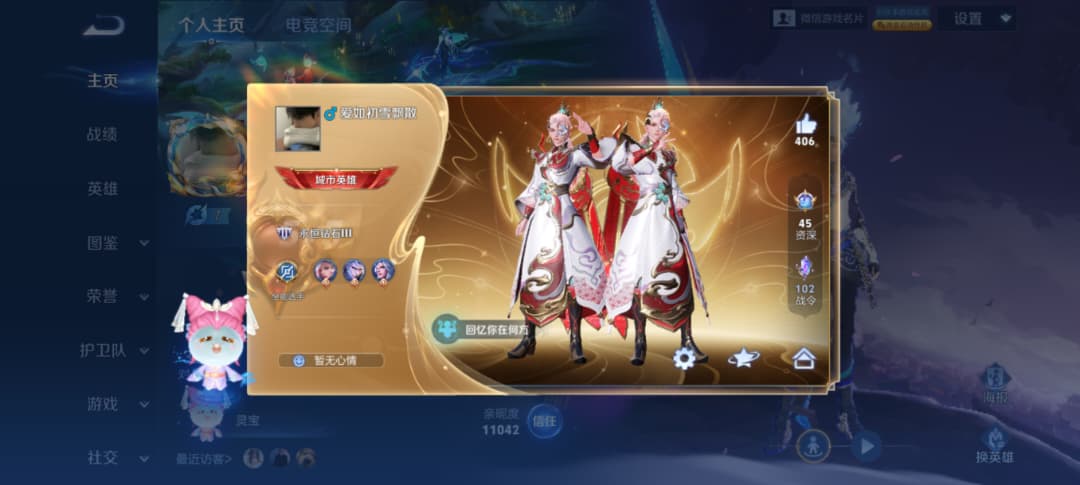 个人主页
电竞空间
微信游戏名片
设置
主页
战绩
英雄
图鉴
荣誉
护卫队
游戏
社交
爱如初雪飘散
城市英雄
永恒钻石III
全能选手
暂无心情
回忆你在何方
406
45
资深
102
战令
灵宝
亲昵度
11042
信任
最近访客>
海报
换英雄